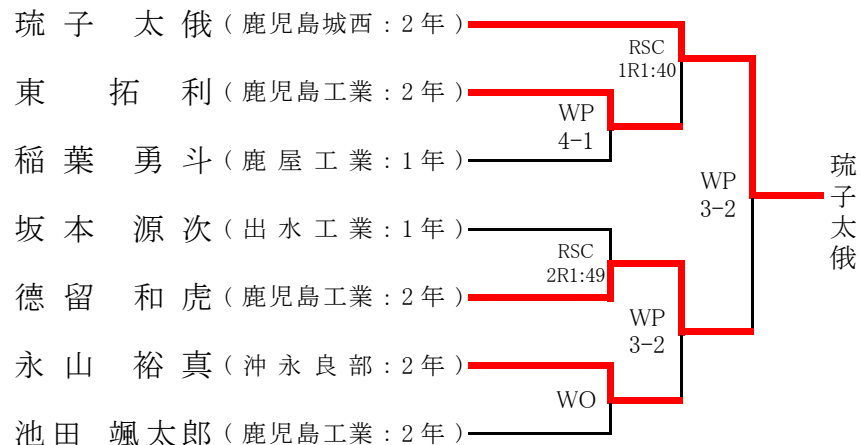 琉子 太俄(鹿児島城西:2年)
RSC
1R1:40
東 拓利(鹿児島工業:2年)
WP
4-1
稲葉 勇斗(鹿屋工業:1年)
WP
3-2
琉子太俄
坂本 源次(出水工業:1年)
RSC
2R1:49
德留 和虎(鹿児島工業:2年)
WP
3-2
永山 裕真(沖永良部:2年)
WO
池田 颯太郎(鹿児島工業:2年)